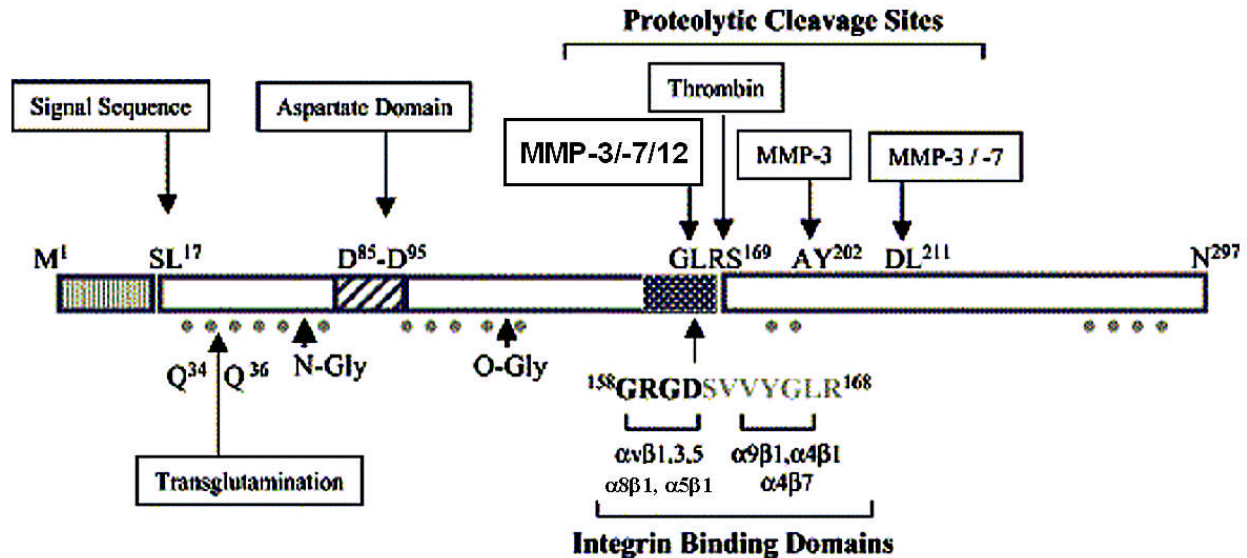 Proteolytic Cleavage Sites
Signal Sequence
Aspartate Domain
Thrombin
MMP-3/-7/12
MMP-3
MMP-3 / -7
M¹
SL¹⁷
D⁸⁵-D⁹⁵
GLRS¹⁶⁹
AY²⁰²
DL²¹¹
N²⁹⁷
Q³⁴ Q³⁶
N-Gly
O-Gly
¹⁵⁸GRGDSVVYGLR¹⁶⁸
Transglutamination
αvβ1,3,5
α8β1, α5β1
α9β1,α4β1
α4β7
Integrin Binding Domains